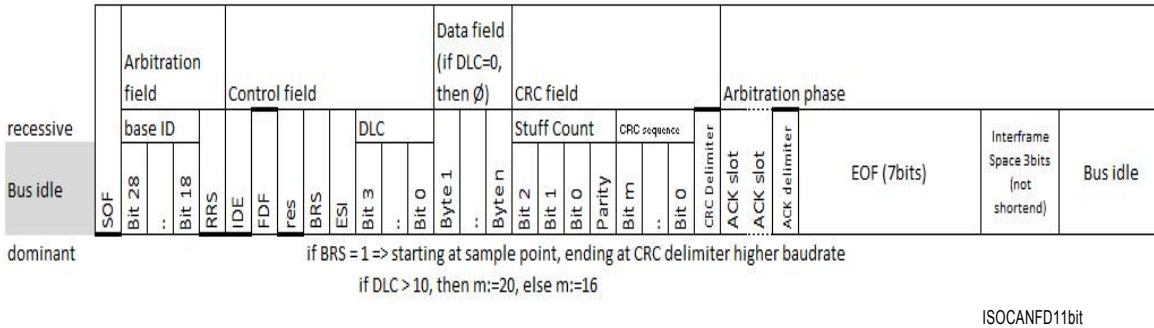 Data field
Arbitration (if DLC=0,
field Control field then Ø) CRC field Arbitration phase
recessive base ID DLC Stuff Count CRC sequence
Bus idle
SOF
Bit 28
..
Bit 18
RRS
IDE
FDF
res
BRS
ESI
Bit 3
..
Bit 0
Byte 1
..
Byte n
Bit 2
Bit 1
Bit 0
Parity
Bit m
..
Bit 0
CRC Delimiter
ACK slot
ACK slot
ACK delimiter
EOF (7bits)
Interframe
Space 3bits
(not
shortend)
Bus idle
dominant if BRS = 1 => starting at sample point, ending at CRC delimiter higher baudrate
if DLC > 10, then m:=20, else m:=16
ISOCANFD11bit